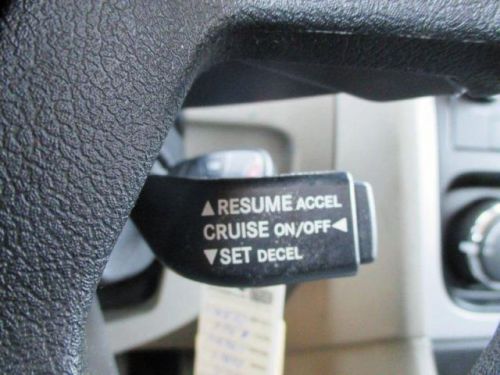 ▲RESUME ACCEL
CRUISE ON/OFF◀
▼SET DECEL